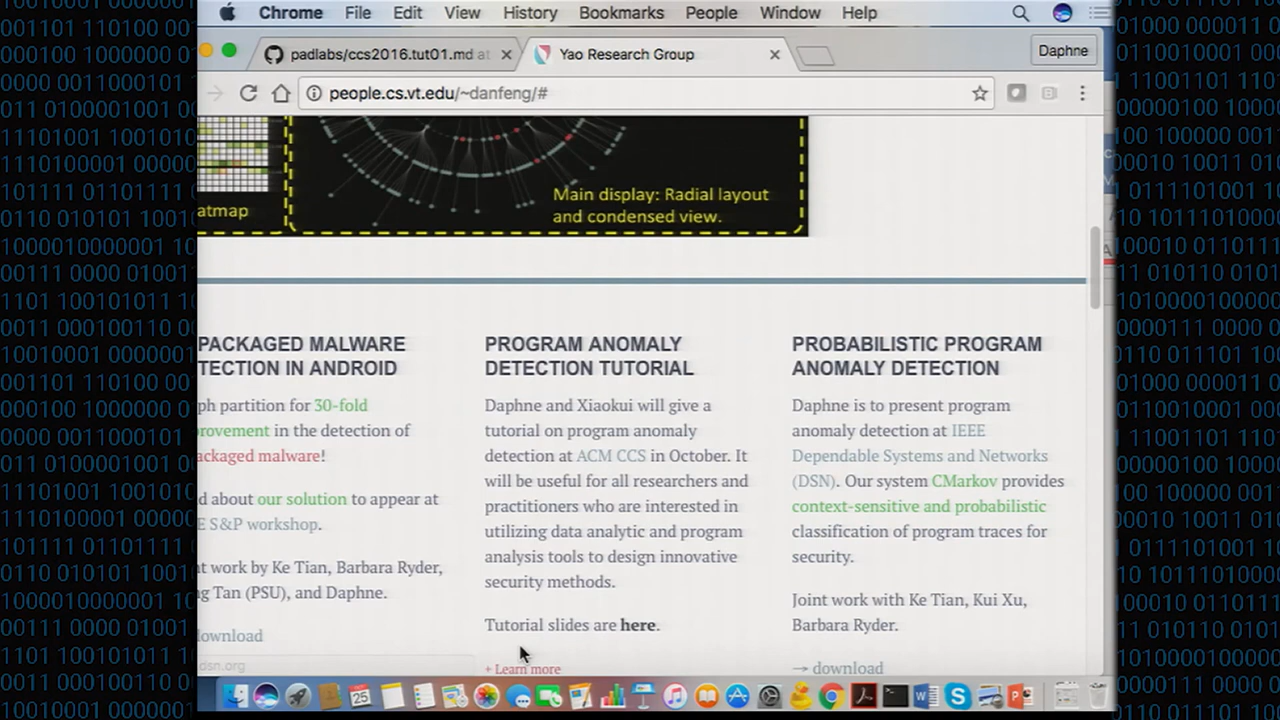 Chrome File Edit View History Bookmarks People Window Help
padlabs/ccs2016.tut01.md at
Yao Research Group
Daphne
people.cs.vt.edu/~danfeng/#
atmap
Main display: Radial layout
and condensed view.
PACKAGED MALWARE
TECTION IN ANDROID
ph partition for 30-fold
rovement in the detection of
ackaged malware!
d about our solution to appear at
E S&P workshop.
nt work by Ke Tian, Barbara Ryder,
ng Tan (PSU), and Daphne.
ownload
dsn.org
PROGRAM ANOMALY
DETECTION TUTORIAL
Daphne and Xiaokui will give a
tutorial on program anomaly
detection at ACM CCS in October. It
will be useful for all researchers and
practitioners who are interested in
utilizing data analytic and program
analysis tools to design innovative
security methods.
Tutorial slides are here.
+ Learn more
PROBABILISTIC PROGRAM
ANOMALY DETECTION
Daphne is to present program
anomaly detection at IEEE
Dependable Systems and Networks
(DSN). Our system CMarkov provides
context-sensitive and probabilistic
classification of program traces for
security.
Joint work with Ke Tian, Kui Xu,
Barbara Ryder.
→ download
25